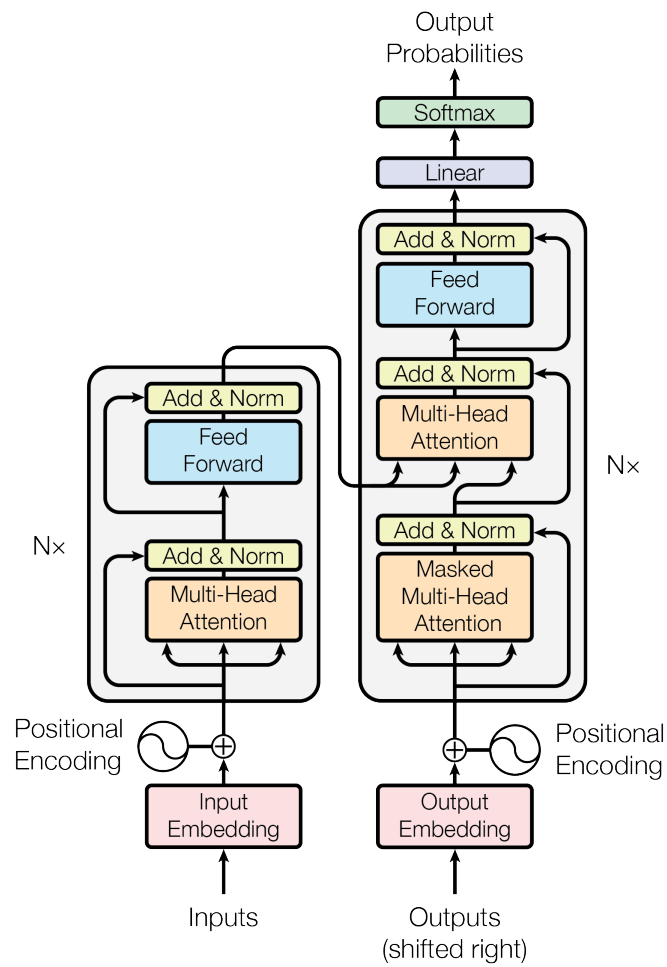 Output
Probabilities
Softmax
Linear
Add & Norm
Feed
Forward
Add & Norm
Multi-Head
Attention
Add & Norm
Masked
Multi-Head
Attention
N×
Add & Norm
Feed
Forward
Add & Norm
Multi-Head
Attention
N×
Positional
Encoding
Positional
Encoding
Input
Embedding
Output
Embedding
Inputs
Outputs
(shifted right)